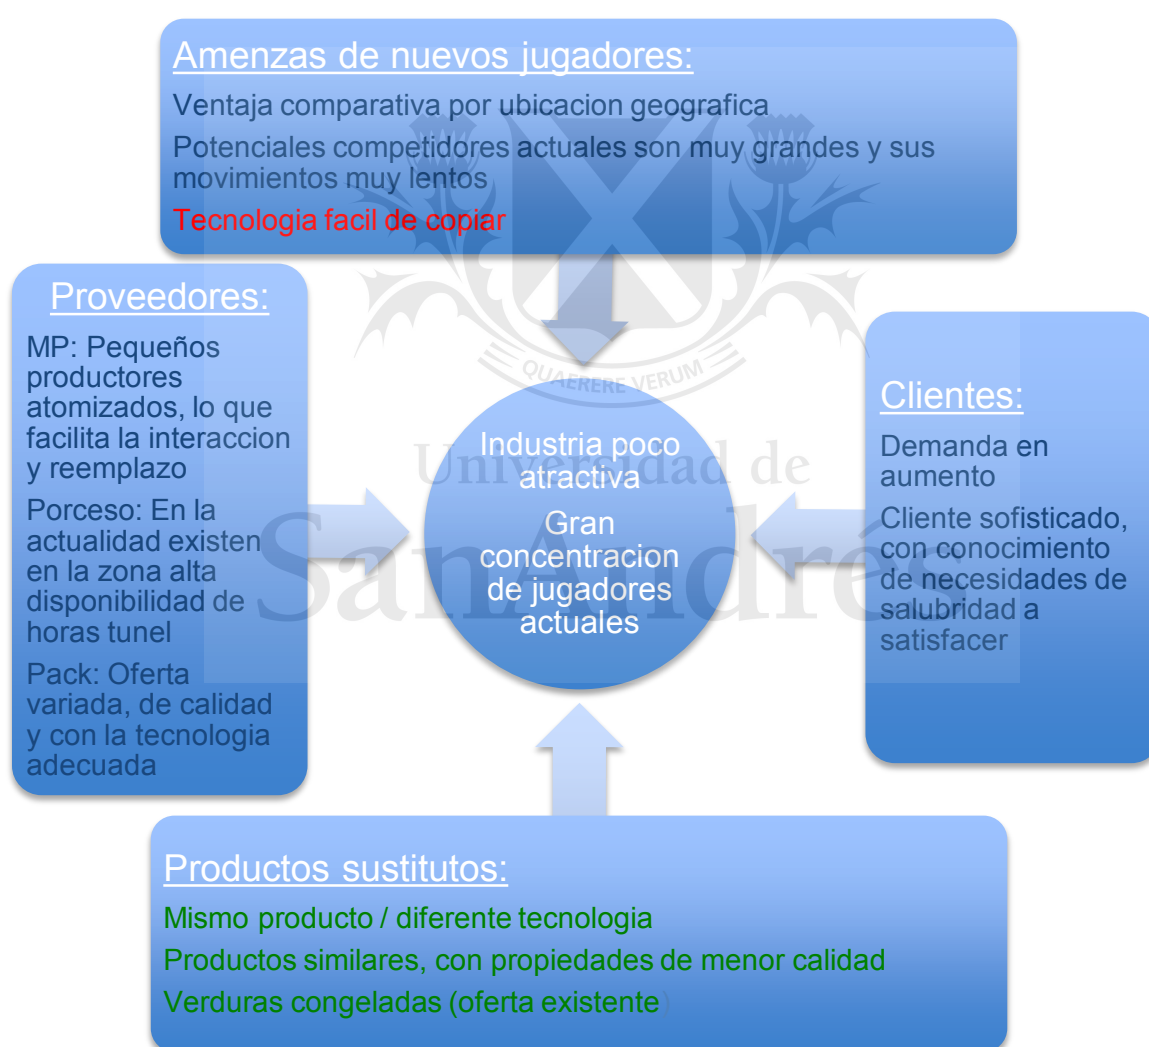 Amenzas de nuevos jugadores:
Ventaja comparativa por ubicacion geografica
Potenciales competidores actuales son muy grandes y sus
movimientos muy lentos
Tecnologia facil de copiar
Proveedores:
MP: Pequeños
productores
atomizados, lo que
facilita la interaccion
y reemplazo
Porceso: En la
actualidad existen
en la zona alta
disponibilidad de
horas tunel
Pack: Oferta
variada, de calidad
y con la tecnologia
adecuada
QUAERERE VERUM
Universidad de
SanAndrés
Industria poco
atractiva
Gran
concentracion
de jugadores
actuales
Clientes:
Demanda en
aumento
Cliente sofisticado,
con conocimiento
de necesidades de
salubridad a
satisfacer
Productos sustitutos:
Mismo producto / diferente tecnologia
Productos similares, con propiedades de menor calidad
Verduras congeladas (oferta existente)